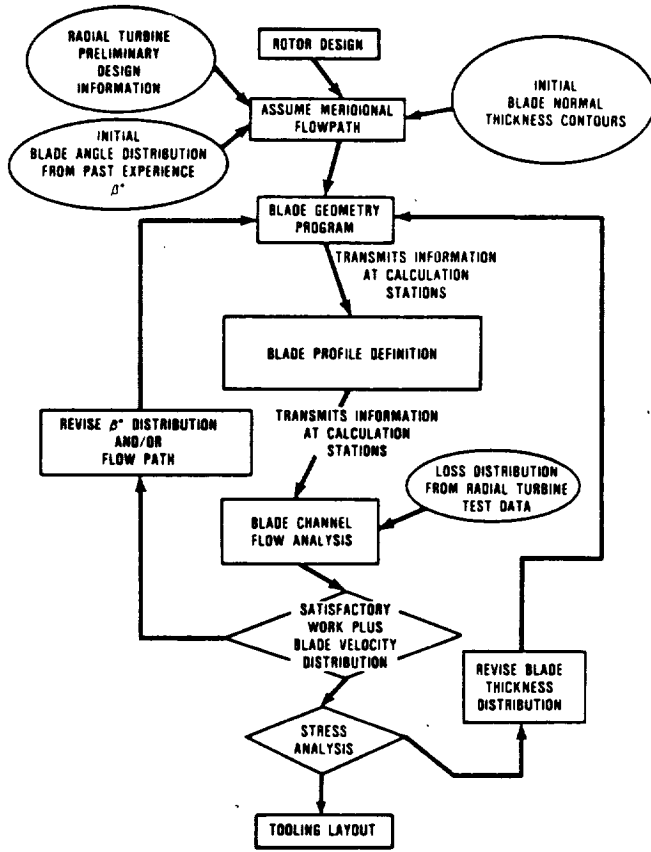 RADIAL TURBINE
PRELIMINARY
DESIGN
INFORMATION
ROTOR DESIGN
INITIAL
BLADE NORMAL
THICKNESS CONTOURS
ASSUME MERIDIONAL
FLOWPATH
INITIAL
BLADE ANGLE DISTRIBUTION
FROM PAST EXPERIENCE
β*
BLADE GEOMETRY
PROGRAM
TRANSMITS INFORMATION
AT CALCULATION
STATIONS
BLADE PROFILE DEFINITION
TRANSMITS INFORMATION
AT CALCULATION
STATIONS
REVISE β* DISTRIBUTION
AND/OR
FLOW PATH
LOSS DISTRIBUTION
FROM RADIAL TURBINE
TEST DATA
BLADE CHANNEL
FLOW ANALYSIS
SATISFACTORY
WORK PLUS
BLADE VELOCITY
DISTRIBUTION
REVISE BLADE
THICKNESS
DISTRIBUTION
STRESS
ANALYSIS
TOOLING LAYOUT